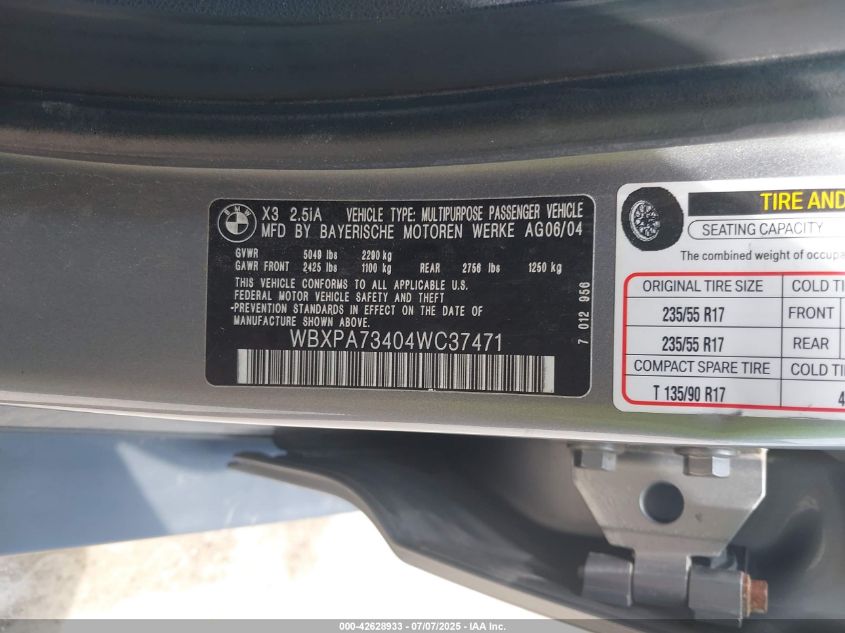 BMW
X3 2.5iA VEHICLE TYPE: MULTIPURPOSE PASSENGER VEHICLE
MFD BY BAYERISCHE MOTOREN WERKE AG06/04
GVWR 5049 lbs 2290 kg
GAWR FRONT 2425 lbs 1100 kg REAR 2756 lbs 1250 kg
THIS VEHICLE CONFORMS TO ALL APPLICABLE U.S.
FEDERAL MOTOR VEHICLE SAFETY AND THEFT
-PREVENTION STANDARDS IN EFFECT ON THE DATE OF
MANUFACTURE SHOWN ABOVE.
WBXPA73404WC37471
7 012 956
TIRE AND
SEATING CAPACITY
The combined weight of occupa
ORIGINAL TIRE SIZE COLD TI
235/55 R17 FRONT
235/55 R17 REAR
COMPACT SPARE TIRE COLD TI
T 135/90 R17 4
000-42628933 / 07/07/2025 - IAA Inc.